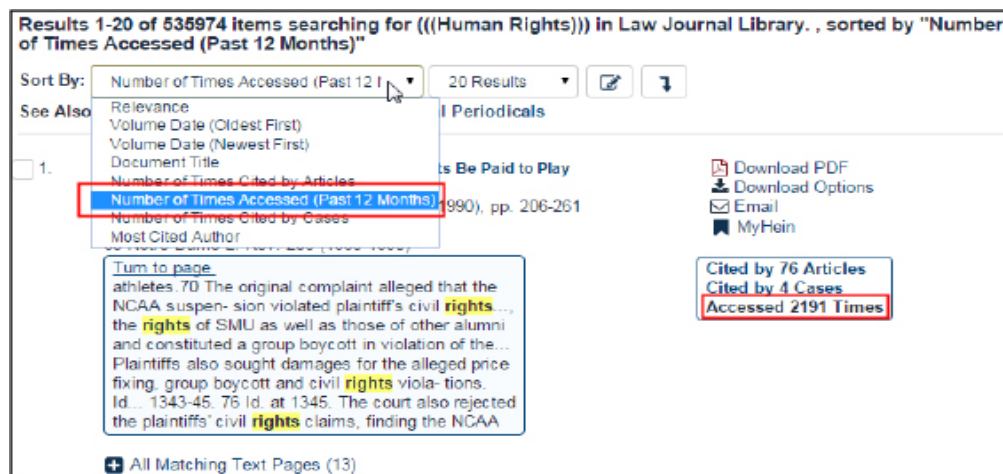 Results 1-20 of 535974 items searching for (((Human Rights))) in Law Journal Library. , sorted by "Number
of Times Accessed (Past 12 Months)"
Sort By: Number of Times Accessed (Past 12 20 Results
See Also l Periodicals
Relevance
Volume Date (Oldest First)
Volume Date (Newest First)
Document Title
Number of Times Cited by Articles
Number of Times Accessed (Past 12 Months)
Number of Times Cited by Cases
Most Cited Author
1. ts Be Paid to Play
1990), pp. 206-261
Turn to page
athletes.70 The original complaint alleged that the
NCAA suspen- sion violated plaintiff's civil rights...,
the rights of SMU as well as those of other alumni
and constituted a group boycott in violation of the...
Plaintiffs also sought damages for the alleged price
fixing, group boycott and civil rights viola- tions.
Id... 1343-45. 76 Id. at 1345. The court also rejected
the plaintiffs' civil rights claims, finding the NCAA
All Matching Text Pages (13)
Download PDF
Download Options
Email
MyHein
Cited by 76 Articles
Cited by 4 Cases
Accessed 2191 Times